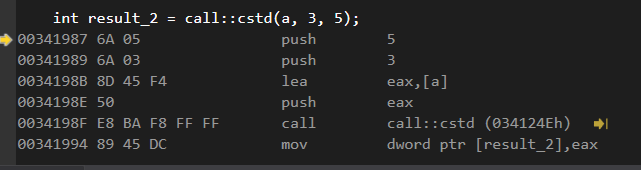 int result_2 = call::cstd(a, 3, 5);
00341987 6A 05 push 5
00341989 6A 03 push 3
0034198B 8D 45 F4 lea eax,[a]
0034198E 50 push eax
0034198F E8 BA F8 FF FF call call::cstd (034124Eh)
00341994 89 45 DC mov dword ptr [result_2],eax